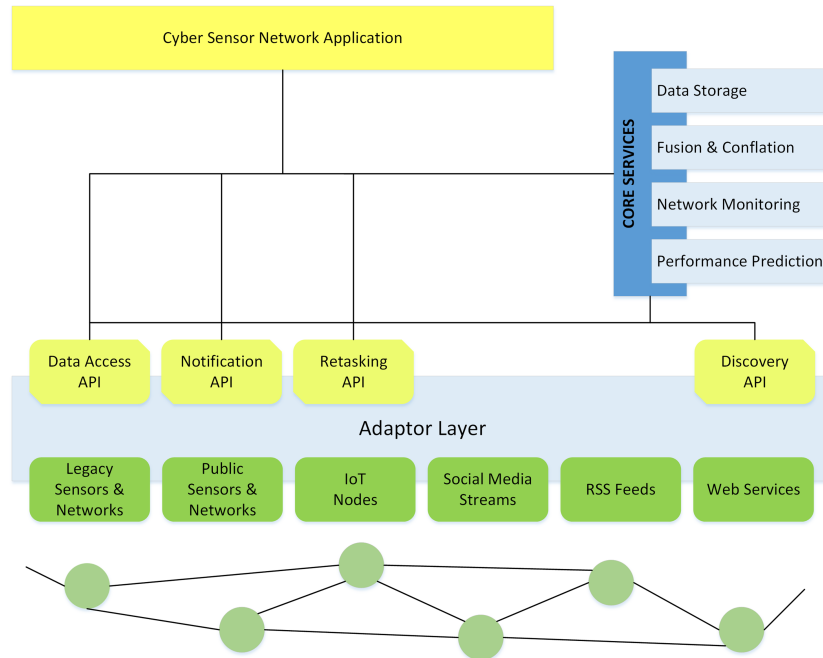 Cyber Sensor Network Application
CORE SERVICES
Data Storage
Fusion & Conflation
Network Monitoring
Performance Prediction
Data Access
API
Notification
API
Retasking
API
Discovery
API
Adaptor Layer
Legacy
Sensors &
Networks
Public
Sensors &
Networks
IoT
Nodes
Social Media
Streams
RSS Feeds
Web Services